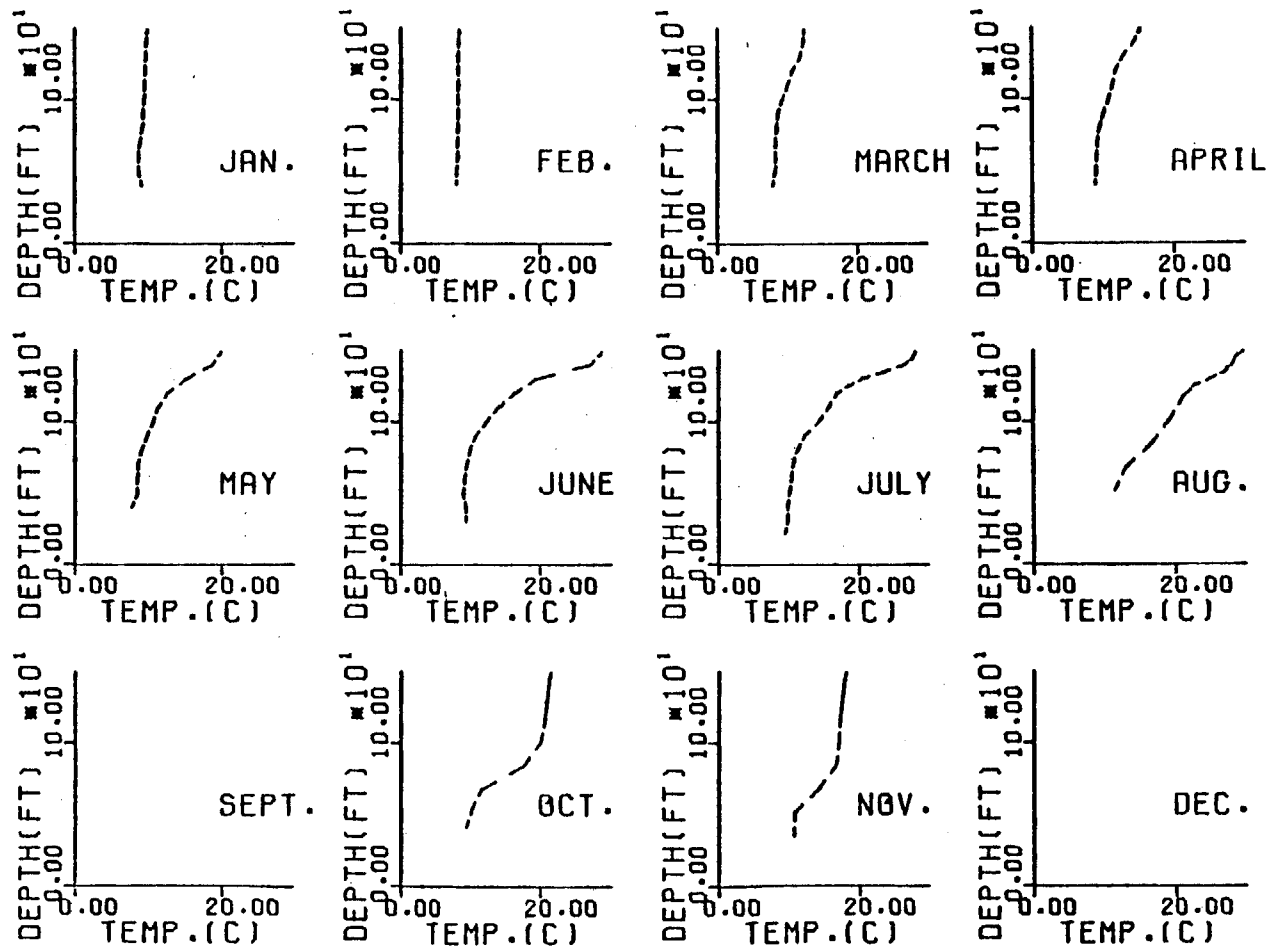 DEPTH(FT) *10¹
10.00
0.00
JAN.
0.00 20.00
TEMP.(C)
DEPTH(FT) *10¹
10.00
0.00
FEB.
0.00 20.00
TEMP.(C)
DEPTH(FT) *10¹
10.00
0.00
MARCH
0.00 20.00
TEMP.(C)
DEPTH(FT) *10¹
10.00
0.00
APRIL
0.00 20.00
TEMP.(C)
DEPTH(FT) *10¹
10.00
0.00
MAY
0.00 20.00
TEMP.(C)
DEPTH(FT) *10¹
10.00
0.00
JUNE
0.00 20.00
TEMP.(C)
DEPTH(FT) *10¹
10.00
0.00
JULY
0.00 20.00
TEMP.(C)
DEPTH(FT) *10¹
10.00
0.00
AUG.
0.00 20.00
TEMP.(C)
DEPTH(FT) *10¹
10.00
0.00
SEPT.
0.00 20.00
TEMP.(C)
DEPTH(FT) *10¹
10.00
0.00
OCT.
0.00 20.00
TEMP.(C)
DEPTH(FT) *10¹
10.00
0.00
NOV.
0.00 20.00
TEMP.(C)
DEPTH(FT) *10¹
10.00
0.00
DEC.
0.00 20.00
TEMP.(C)